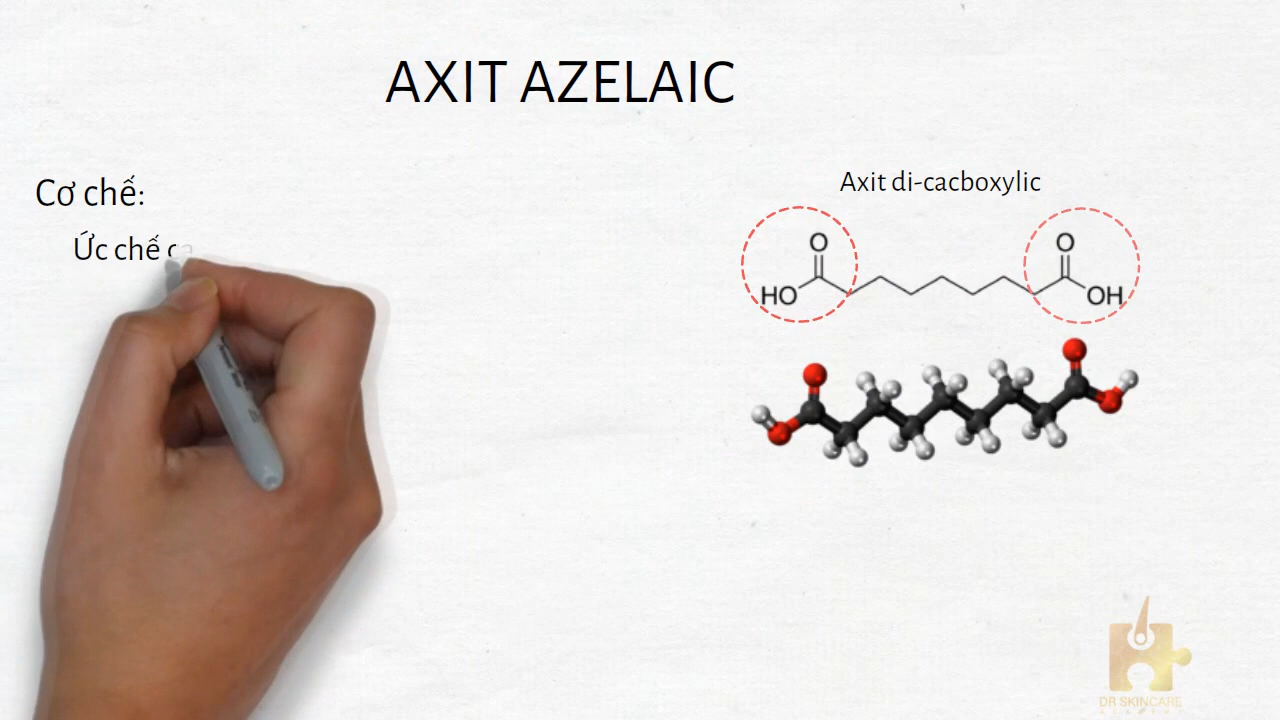 AXIT AZELAIC
Cơ chế:
Ức chế
Axit di-cacboxylic
O
HO
O
OH
DR SKINCARE